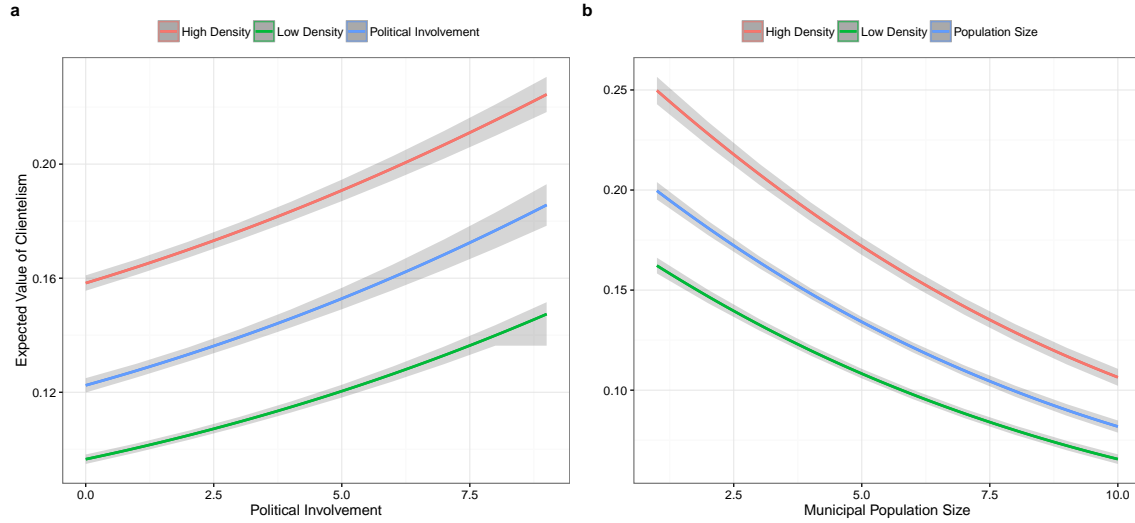 a
High Density Low Density Political Involvement
Expected Value of Clientelism
0.20
0.16
0.12
0.0 2.5 5.0 7.5
Political Involvement
b
High Density Low Density Population Size
0.25
0.20
0.15
0.10
2.5 5.0 7.5 10.0
Municipal Population Size